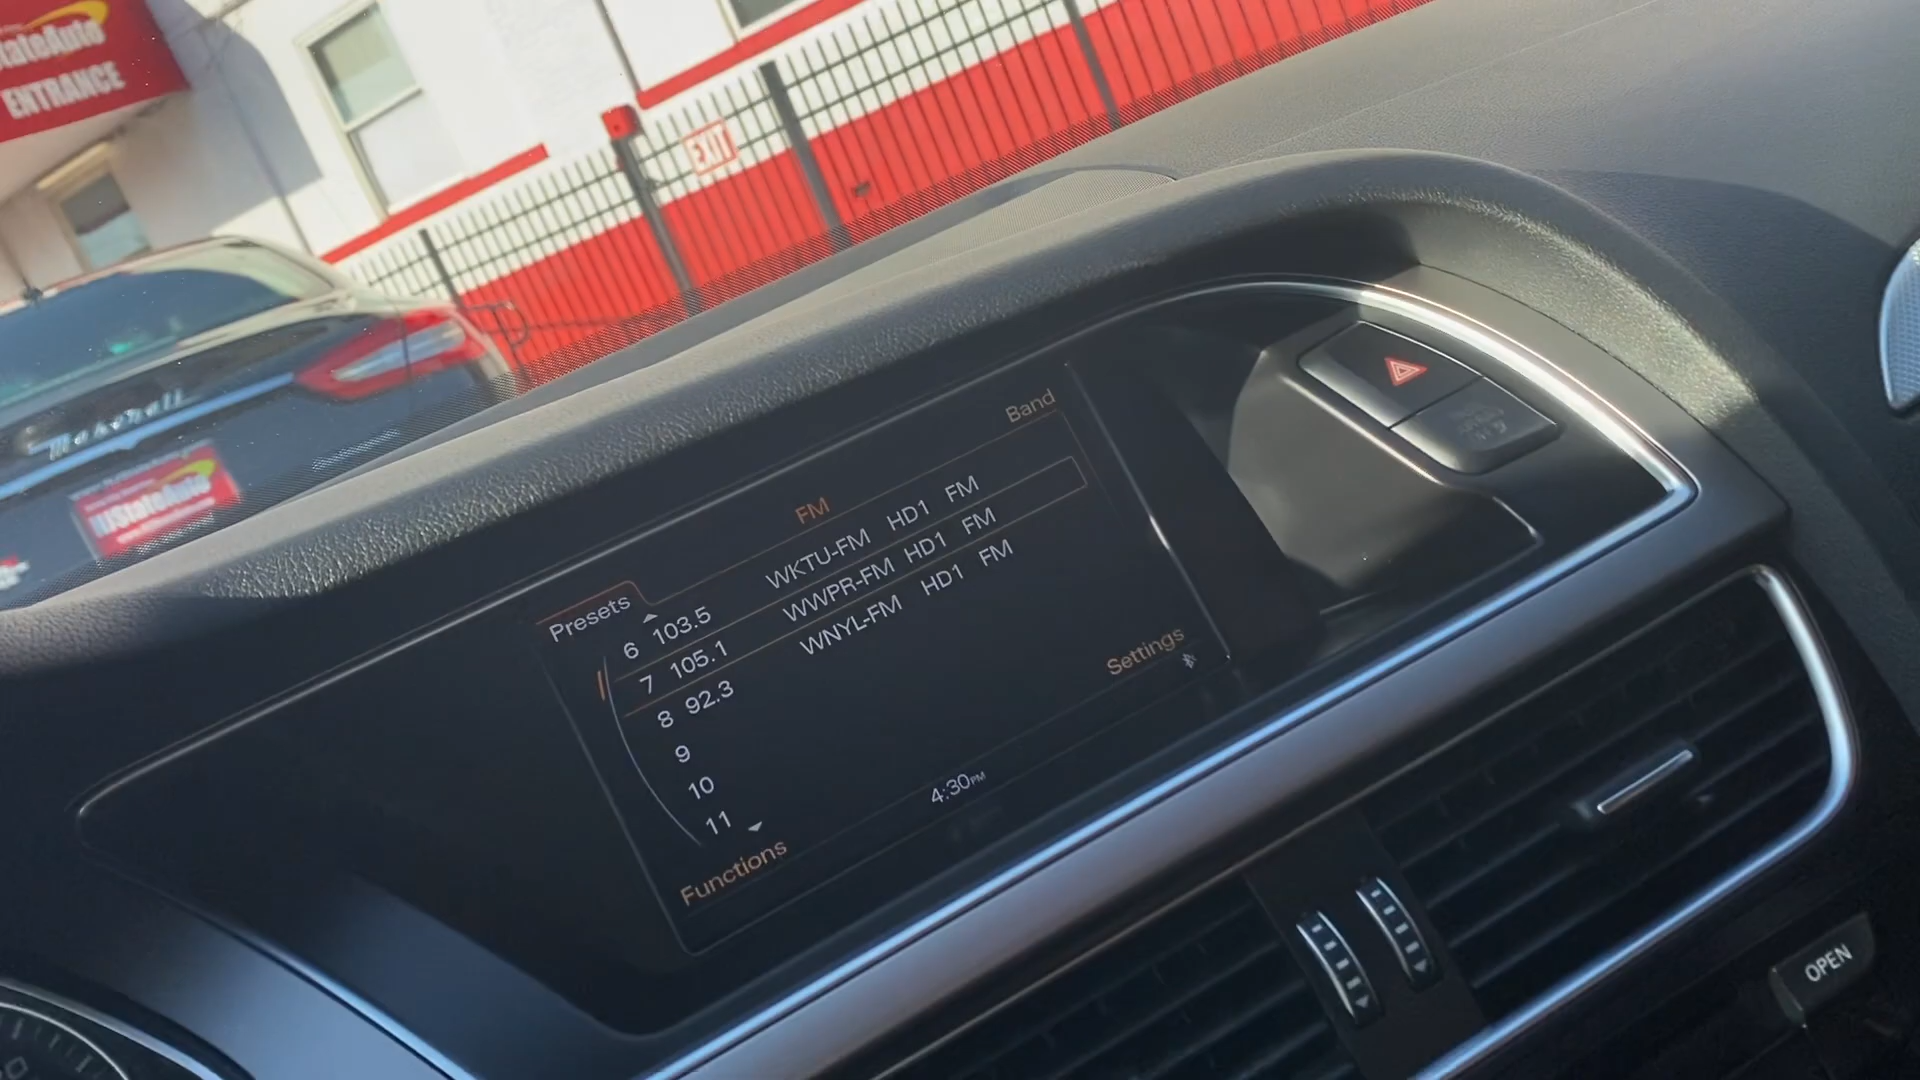 StateAuto
ENTRANCE
EXIT
StateAuto
Band
FM
Presets
6 103.5 WKTU-FM HD1 FM
7 105.1 WWPR-FM HD1 FM
8 92.3 WNYL-FM HD1 FM
9
10
11
Settings
Functions
4:30PM
OPEN